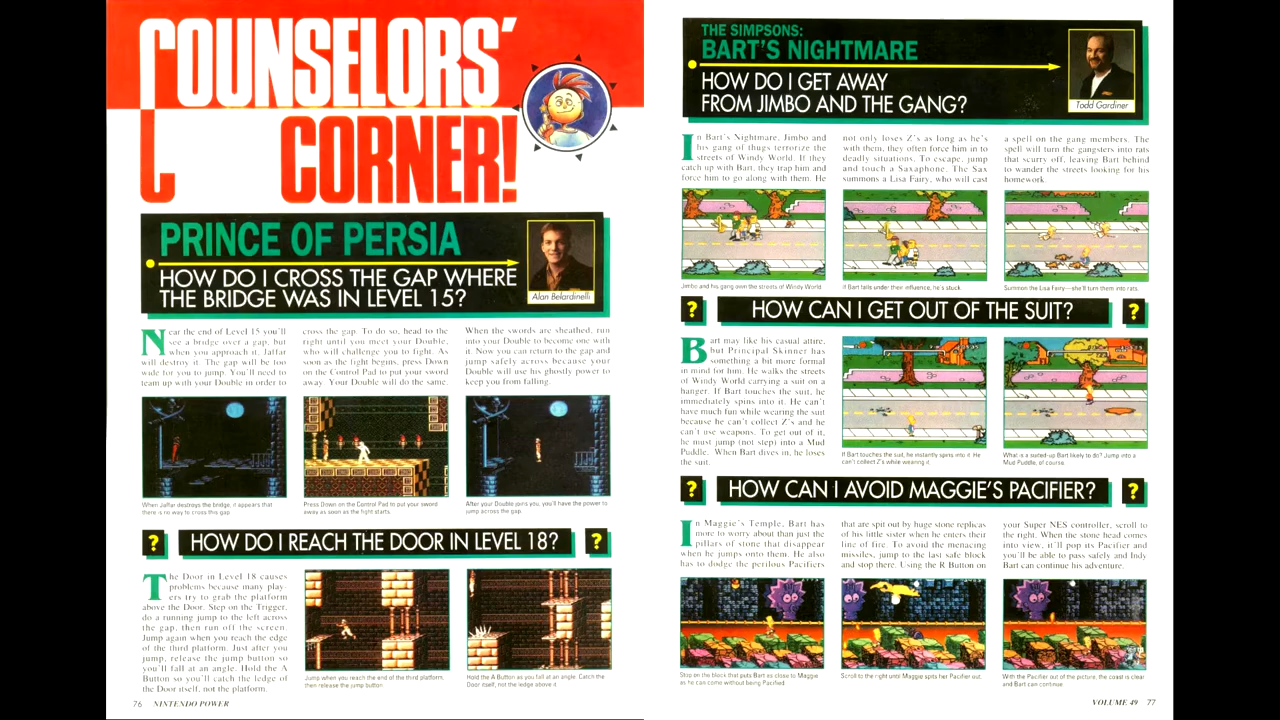 COUNSELORS'
CORNER!
PRINCE OF PERSIA
HOW DO I CROSS THE GAP WHERE
THE BRIDGE WAS IN LEVEL 15?
Alan Belardinelli
Near the end of Level 15 you'll
see a bridge over a gap, but
when you approach it, Jaffar
will destroy it. The gap will be too
wide for you to jump. You'll need to
team up with your Double in order to
cross the gap. To do so, head to the
right until you meet your Double,
who will challenge you to fight. As
soon as the fight begins, press Down
on the Control Pad to put your sword
away. Your Double will do the same.
When the swords are sheathed, run
into your Double to become one with
it. Now you can return to the gap and
jump safely across because your
Double will use his ghostly power to
keep you from falling.
When Jaffar destroys the bridge, it appears that
there is no way to cross this gap.
Press Down on the Control Pad to put your sword
away as soon as the fight starts.
After your Double joins you, you'll have the power to
jump across the gap.
? HOW DO I REACH THE DOOR IN LEVEL 18? ?
The Door in Level 18 causes
problems because many play-
ers try to grab the platform
above the Door. Step on the Trigger,
do a running jump to the left across
the gap, then run off the screen.
Jump again when you reach the edge
of the third platform. Just after you
jump, release the jump button so
you'll fall at an angle. Hold the A
Button so you'll catch the ledge of
the Door itself, not the platform.
Jump when you reach the end of the third platform,
then release the jump button.
Hold the A Button as you fall at an angle. Catch the
Door itself, not the ledge above it.
76 NINTENDO POWER
THE SIMPSONS:
BART'S NIGHTMARE
HOW DO I GET AWAY
FROM JIMBO AND THE GANG?
Todd Gardiner
In Bart's Nightmare, Jimbo and
his gang of thugs terrorize the
streets of Windy World. If they
catch up with Bart, they trap him and
force him to go along with them. He
not only loses Z's as long as he's
with them, they often force him in to
deadly situations. To escape, jump
and touch a Saxaphone. The Sax
summons a Lisa Fairy, who will cast
a spell on the gang members. The
spell will turn the gangsters into rats
that scurry off, leaving Bart behind
to wander the streets looking for his
homework.
Jimbo and his gang own the streets of Windy World.
If Bart falls under their influence, he's stuck.
Summon the Lisa Fairy—she'll turn them into rats.
? HOW CAN I GET OUT OF THE SUIT? ?
Bart may like his casual attire,
but Principal Skinner has
something a bit more formal
in mind for him. He walks the streets
of Windy World carrying a suit on a
hanger. If Bart touches the suit, he
immediately spins into it. He can't
have much fun while wearing the suit
because he can't collect Z's and he
can't use weapons. To get out of it,
he must jump (not step) into a Mud
Puddle. When Bart dives in, he loses
the suit.
If Bart touches the suit, he instantly spins into it. He
can't collect Z's while wearing it.
What is a suited-up Bart likely to do? Jump into a
Mud Puddle, of course.
? HOW CAN I AVOID MAGGIE'S PACIFIER? ?
In Maggie's Temple, Bart has
more to worry about than just the
pillars of stone that disappear
when he jumps onto them. He also
has to dodge the perilous Pacifiers
that are spit out by huge stone replicas
of his little sister when he enters their
line of fire. To avoid the menacing
missiles, jump to the last safe block
and stop there. Using the R Button on
your Super NES controller, scroll to
the right. When the stone head comes
into view, it'll pop its Pacifier and
you'll be able to pass safely and Indy
Bart can continue his adventure.
Stop on the block that puts Bart as close to Maggie
as he can come without being Pacified.
Scroll to the right until Maggie spits her Pacifier out.
With the Pacifier out of the picture, the coast is clear
and Bart can continue.
VOLUME 49 77